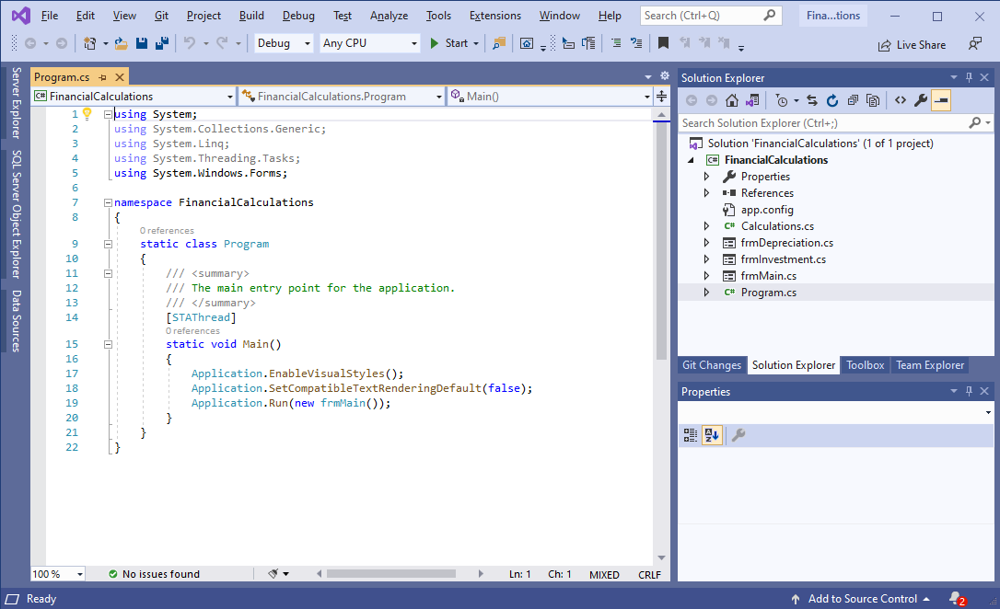 File Edit View Git Project Build Debug Test Analyze Tools Extensions Window Help Search (Ctrl+Q) Fina...tions
Debug Any CPU Start Live Share
Server Explorer
SQL Server Object Explorer
Data Sources
Program.cs
C# FinancialCalculations FinancialCalculations.Program Main()
1 using System;
2 using System.Collections.Generic;
3 using System.Linq;
4 using System.Threading.Tasks;
5 using System.Windows.Forms;
6
7 namespace FinancialCalculations
8 {
0 references
9 static class Program
10 {
11 /// <summary>
12 /// The main entry point for the application.
13 /// </summary>
14 [STAThread]
0 references
15 static void Main()
16 {
17 Application.EnableVisualStyles();
18 Application.SetCompatibleTextRenderingDefault(false);
19 Application.Run(new frmMain());
20 }
21 }
22 }
100 % No issues found Ln: 1 Ch: 1 MIXED CRLF
Solution Explorer
Search Solution Explorer (Ctrl+;)
Solution 'FinancialCalculations' (1 of 1 project)
C# FinancialCalculations
Properties
References
app.config
C# Calculations.cs
frmDepreciation.cs
frmInvestment.cs
frmMain.cs
C# Program.cs
Git Changes Solution Explorer Toolbox Team Explorer
Properties
Ready Add to Source Control 2